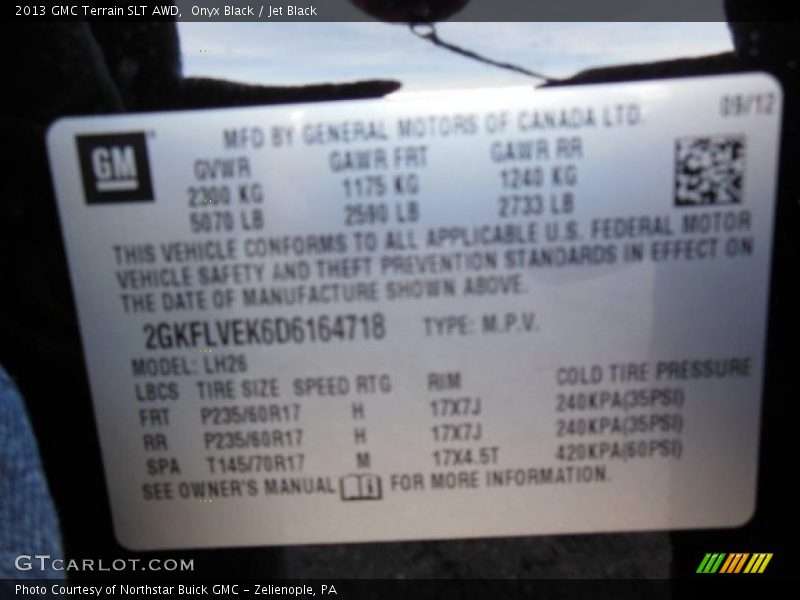 2013 GMC Terrain SLT AWD, Onyx Black / Jet Black
09/12
MFD BY GENERAL MOTORS OF CANADA LTD.
GM
GVWR GAWR FRT GAWR RR
2300 KG 1175 KG 1240 KG
5070 LB 2590 LB 2733 LB
THIS VEHICLE CONFORMS TO ALL APPLICABLE U.S. FEDERAL MOTOR
VEHICLE SAFETY AND THEFT PREVENTION STANDARDS IN EFFECT ON
THE DATE OF MANUFACTURE SHOWN ABOVE.
2GKFLVEK6D6164718 TYPE: M.P.V.
MODEL: LH26
LBCS TIRE SIZE SPEED RTG RIM COLD TIRE PRESSURE
FRT P235/60R17 H 17X7J 240KPA(35PSI)
RR P235/60R17 H 17X7J 240KPA(35PSI)
SPA T145/70R17 M 17X4.5T 420KPA(60PSI)
SEE OWNER'S MANUAL FOR MORE INFORMATION.
GTCARLOT.COM
Photo Courtesy of Northstar Buick GMC - Zelienople, PA